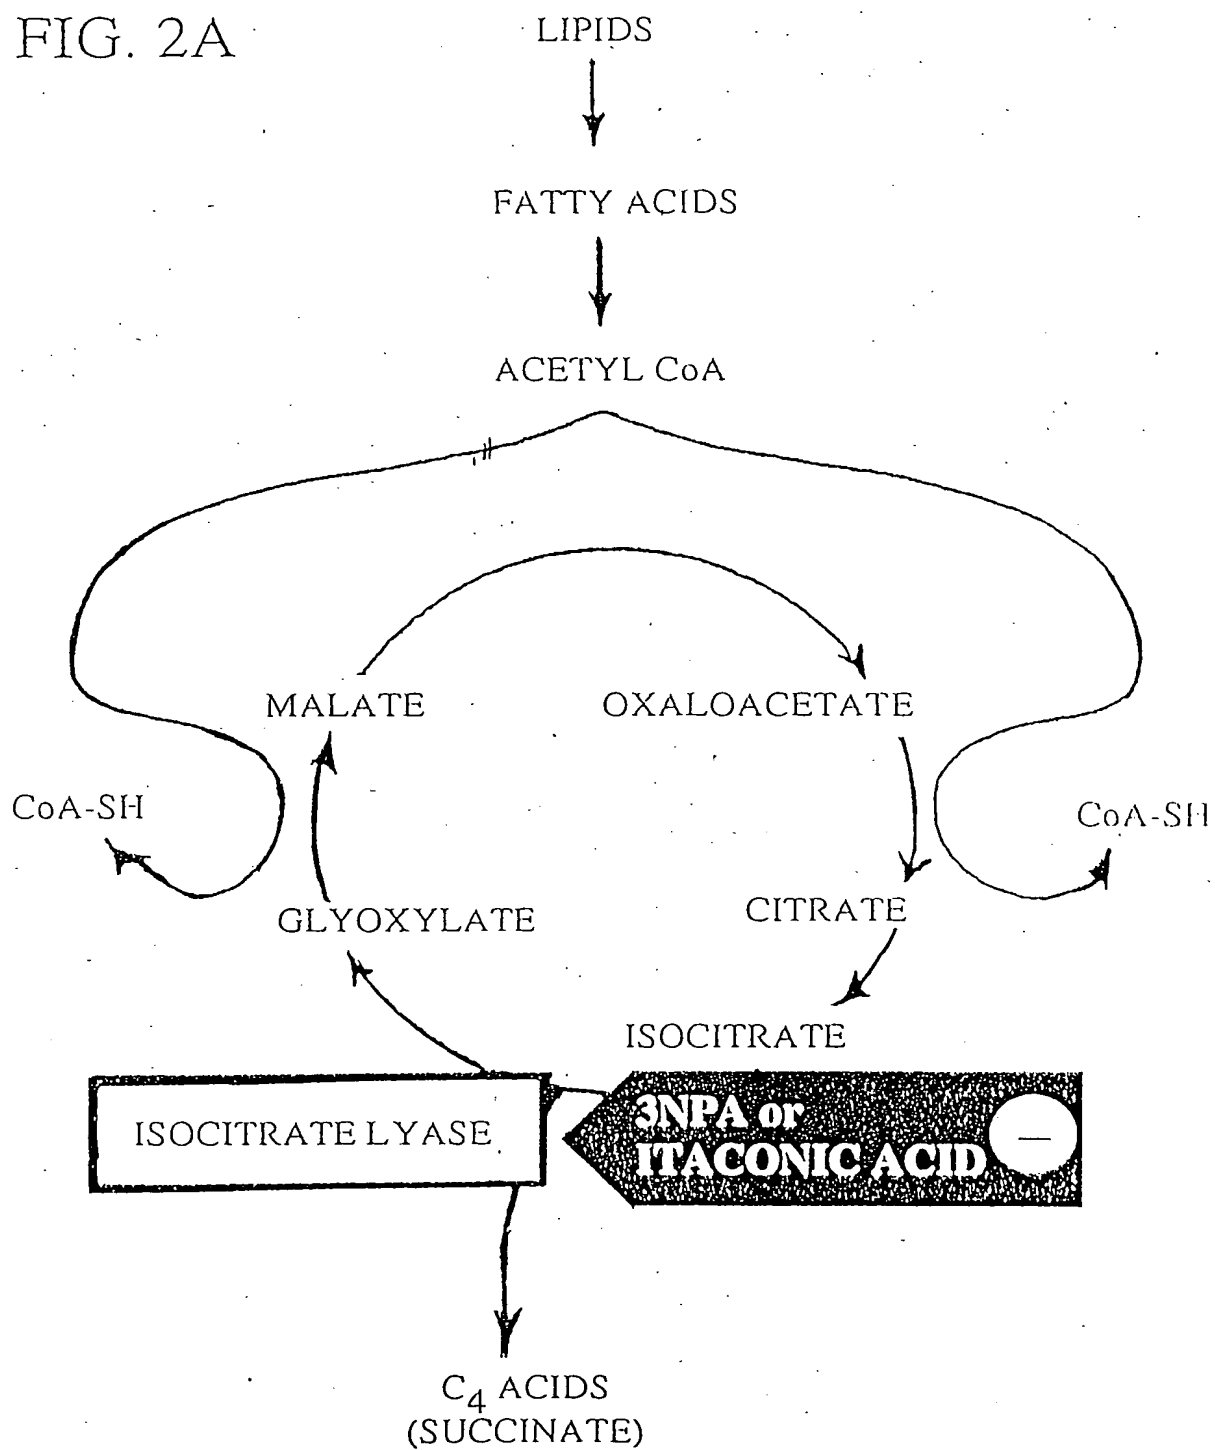 FIG. 2A
LIPIDS
FATTY ACIDS
ACETYL CoA
MALATE
OXALOACETATE
CoA-SH
CoA-SH
GLYOXYLATE
CITRATE
ISOCITRATE
ISOCITRATE LYASE
3NPA or
ITACONIC ACID
−
C4 ACIDS
(SUCCINATE)